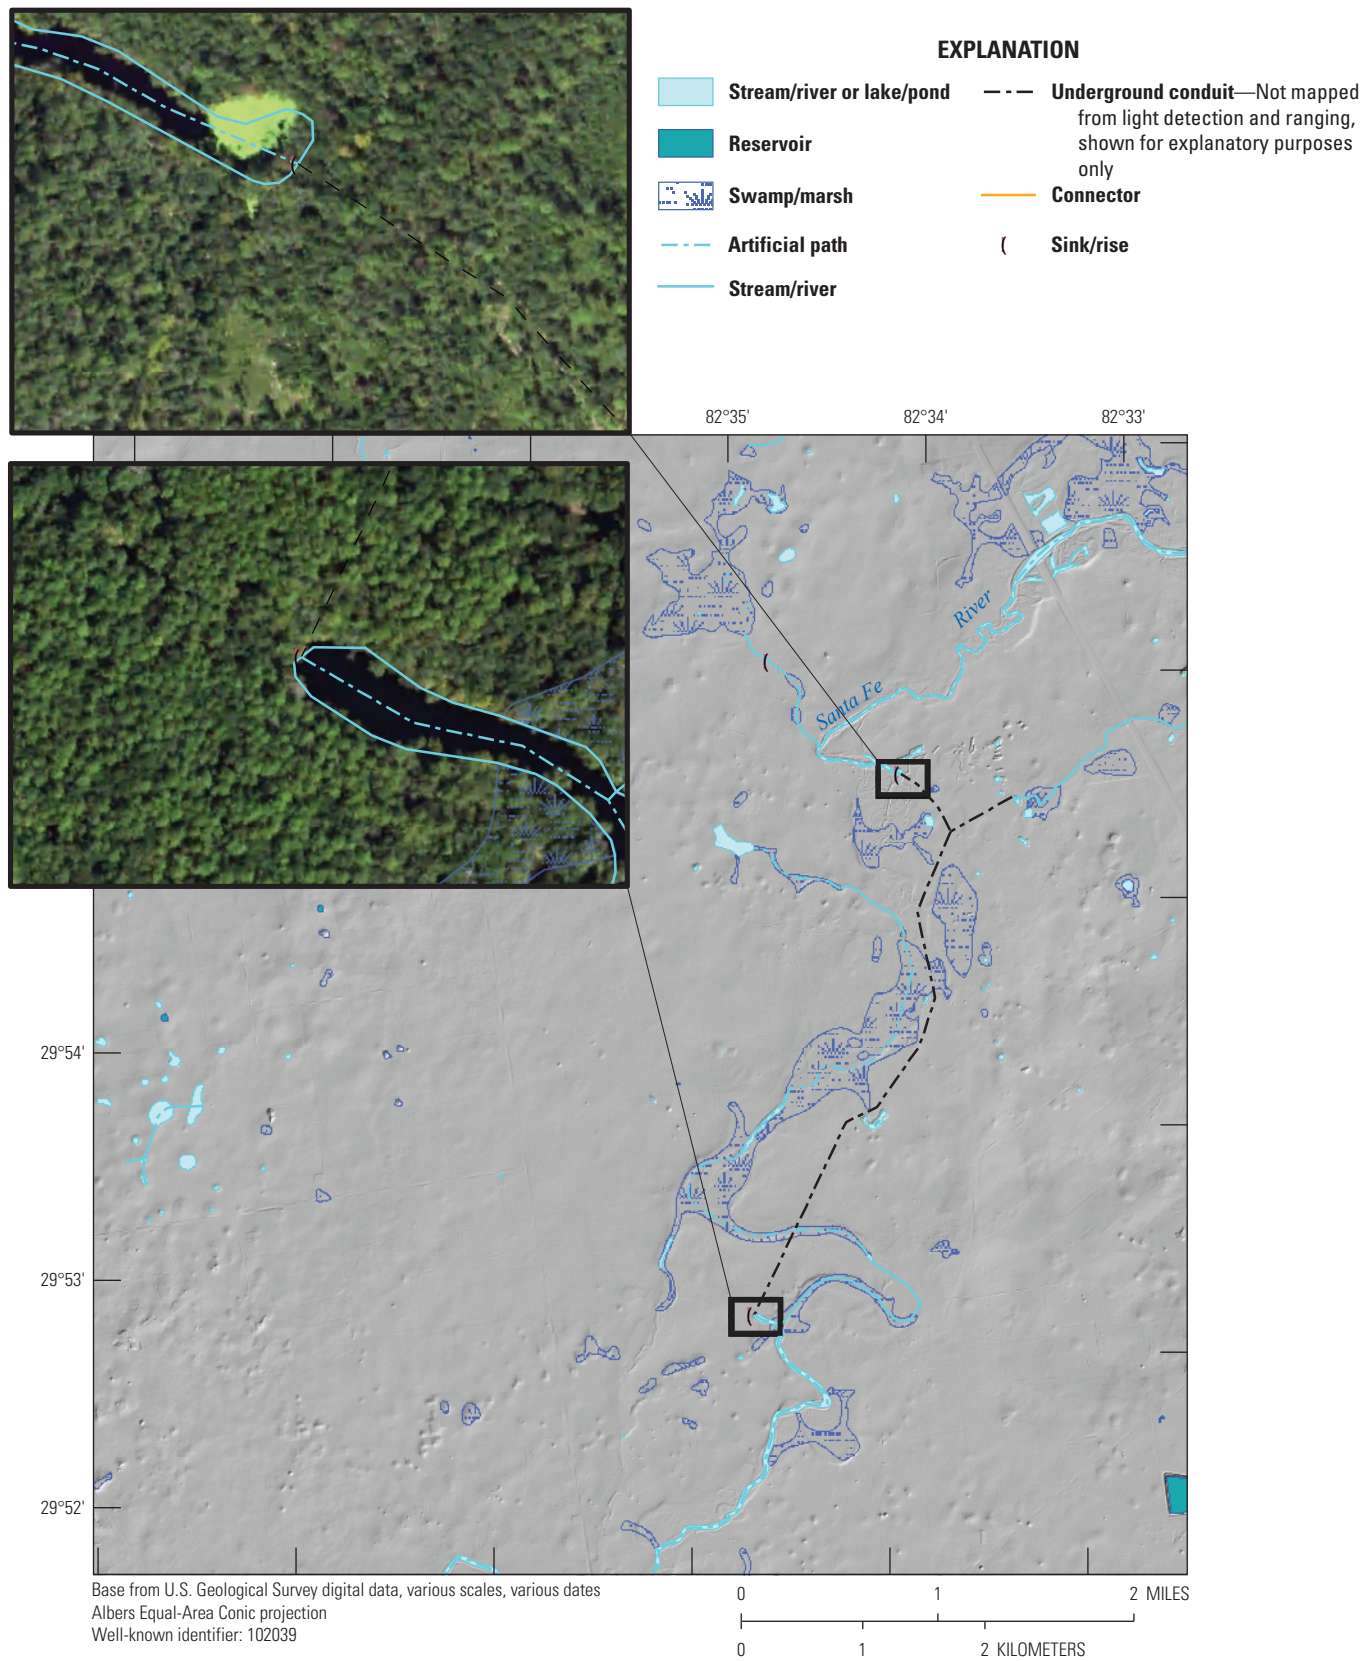 EXPLANATION
Stream/river or lake/pond
Reservoir
Swamp/marsh
Artificial path
Stream/river
Underground conduit—Not mapped
from light detection and ranging,
shown for explanatory purposes
only
Connector
Sink/rise
82°35'
82°34'
82°33'
River
Santa Fe
29°54'
29°53'
29°52'
Base from U.S. Geological Survey digital data, various scales, various dates
Albers Equal-Area Conic projection
Well-known identifier: 102039
0 1 2 MILES
0 1 2 KILOMETERS